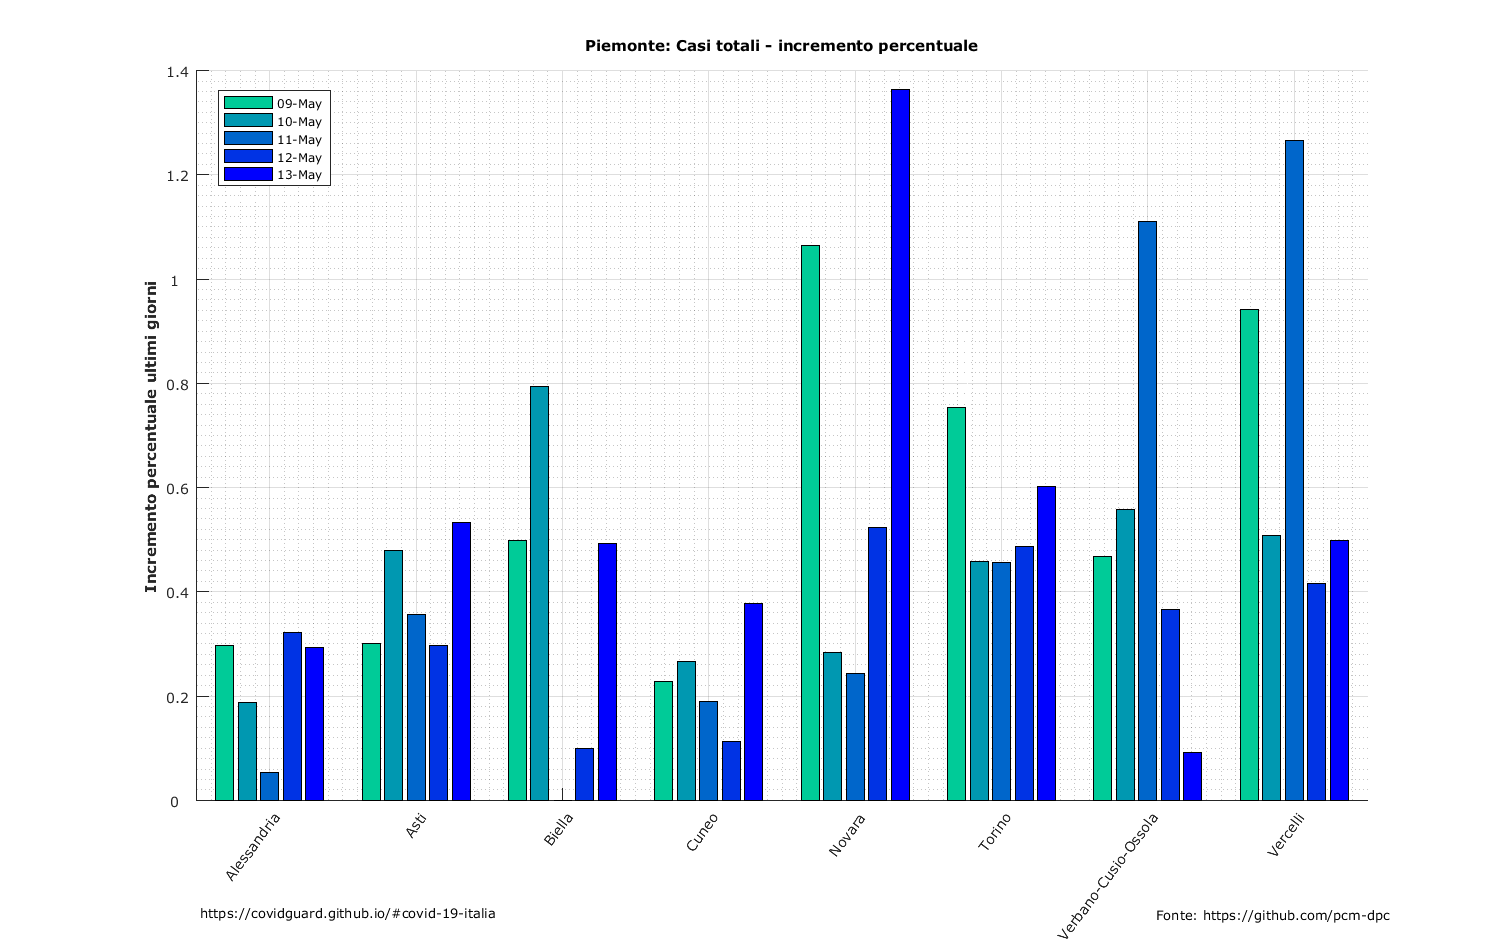 Piemonte: Casi totali - incremento percentuale
1.4
1.2
1
0.8
0.6
0.4
0.2
0
Incremento percentuale ultimi giorni
09-May
10-May
11-May
12-May
13-May
Alessandria
Asti
Biella
Cuneo
Novara
Torino
Verbano-Cusio-Ossola
Vercelli
https://covidguard.github.io/#covid-19-italia
Fonte: https://github.com/pcm-dpc